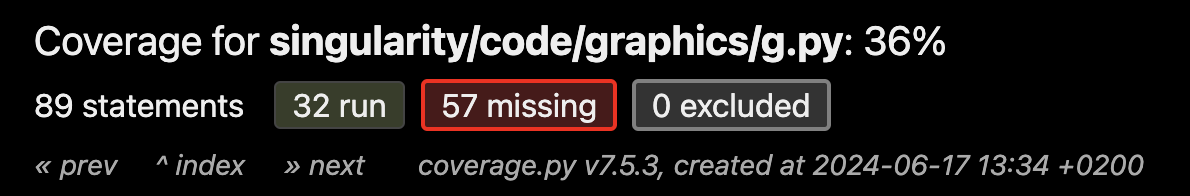 Coverage for singularity/code/graphics/g.py: 36%
89 statements 32 run 57 missing 0 excluded
« prev ^ index » next coverage.py v7.5.3, created at 2024-06-17 13:34 +0200